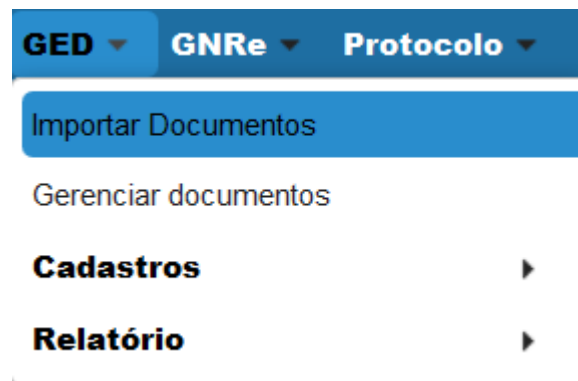 GED GNRe Protocolo
Importar Documentos
Gerenciar documentos
Cadastros
Relatório